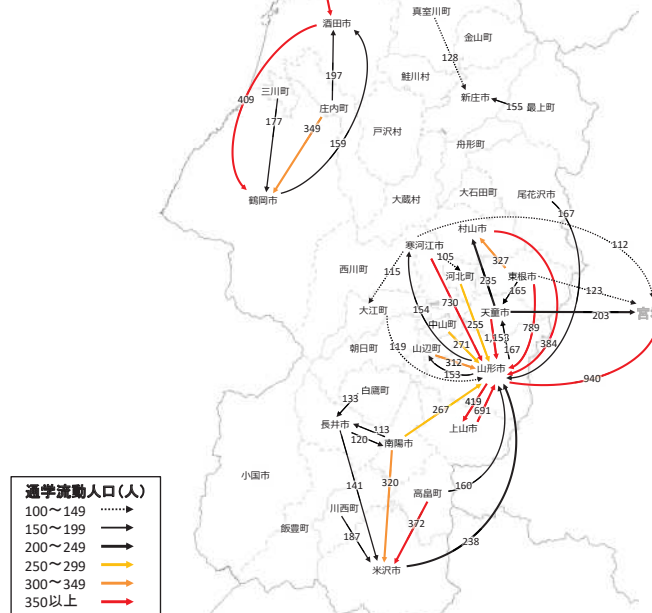 真室川町
酒田市
金山町
128
197
鮭川村
三川町
新庄市
409
庄内町
155
最上町
177
349
戸沢村
159
舟形町
鶴岡市
大蔵村
大石田町
尾花沢市
167
村山市
寒河江市
112
105
327
西川町
115
河北町
235
東根市
165
123
大江町
730
154
255
天童市
203
中山町
1,153
789
119
271
167
384
朝日町
山辺町
312
153
山形市
940
白鷹町
133
267
419
691
長井市
113
120
南陽市
上山市
小国市
141
320
高畠町
160
川西町
372
飯豊町
187
238
米沢市
通学流動人口(人)
100~149
150~199
200~249
250~299
300~349
350以上